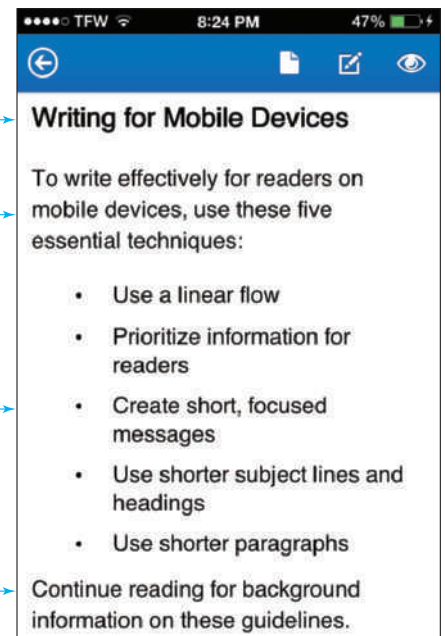 TFW 8:24 PM 47%
Writing for Mobile Devices
To write effectively for readers on
mobile devices, use these five
essential techniques:
• Use a linear flow
• Prioritize information for
readers
• Create short, focused
messages
• Use shorter subject lines and
headings
• Use shorter paragraphs
Continue reading for background
information on these guidelines.